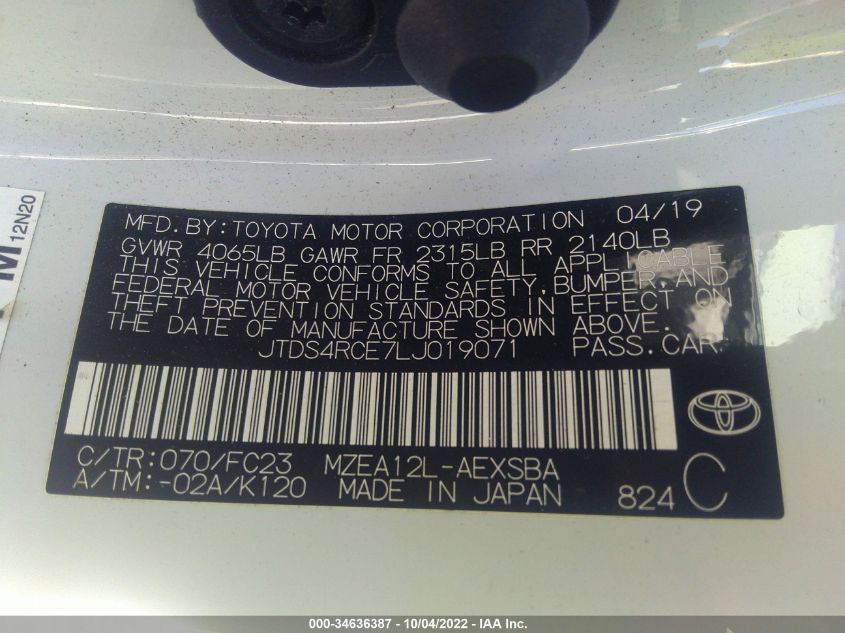 M 12N20
MFD.BY:TOYOTA MOTOR CORPORATION 04/19
GVWR 4065LB GAWR FR 2315LB RR 2140LB
THIS VEHICLE CONFORMS TO ALL APPLICABLE
FEDERAL MOTOR VEHICLE SAFETY,BUMPER,AND
THEFT PREVENTION STANDARDS IN EFFECT ON
THE DATE OF MANUFACTURE SHOWN ABOVE.
JTDS4RCE7LJ019071 PASS.CAR
C/TR:070/FC23 MZEA12L-AEXSBA
A/TM:-02A/K120 MADE IN JAPAN 824 C
000-34636387 - 10/04/2022 - IAA Inc.